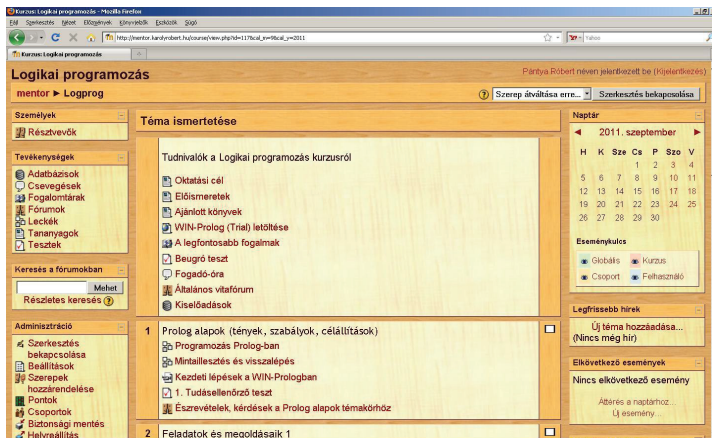 Kurzus: Logikai programozás - Mozilla Firefox
Fájl Szerkesztés Nézet Előzmények Könyvjelzők Eszközök Súgó
http://mentor.karolyrobert.hu/course/view.php?id=117&cal_m=9&cal_y=2011
Yahoo
Kurzus: Logikai programozás
Logikai programozás
Pántya Róbert néven jelentkezett be (Kijelentkezés)
mentor ► Logprog
Szerep átváltása erre...
Szerkesztés bekapcsolása
Személyek
Résztvevők
Tevékenységek
Adatbázisok
Csevegések
Fogalomtárak
Fórumok
Leckék
Tananyagok
Tesztek
Keresés a fórumokban
Mehet
Részletes keresés
Adminisztráció
Szerkesztés
bekapcsolása
Beállítások
Szerepek
hozzárendelése
Pontok
Csoportok
Biztonsági mentés
Helyreállítás
Téma ismertetése
Tudnivalók a Logikai programozás kurzusról
Oktatási cél
Előismeretek
Ajánlott könyvek
WIN-Prolog (Trial) letöltése
A legfontosabb fogalmak
Beugró teszt
Fogadó-óra
Általános vitafórum
Kiselőadások
1 Prolog alapok (tények, szabályok, célállítások)
Programozás Prolog-ban
Mintaillesztés és visszalépés
Kezdeti lépések a WIN-Prologban
1. Tudásellenőrző teszt
Észrevételek, kérdések a Prolog alapok témakörhöz
2 Feladatok és megoldásaik 1
Naptár
◄ 2011. szeptember ►
H K Sze Cs P Szo V
1 2 3 4
5 6 7 8 9 10 11
12 13 14 15 16 17 18
19 20 21 22 23 24 25
26 27 28 29 30
Eseménykulcs
Globális Kurzus
Csoport Felhasználó
Legfrissebb hírek
Új téma hozzáadása...
(Nincs még hír)
Elkövetkező események
Nincs elkövetkező esemény
Áttérés a naptárhoz...
Új esemény...